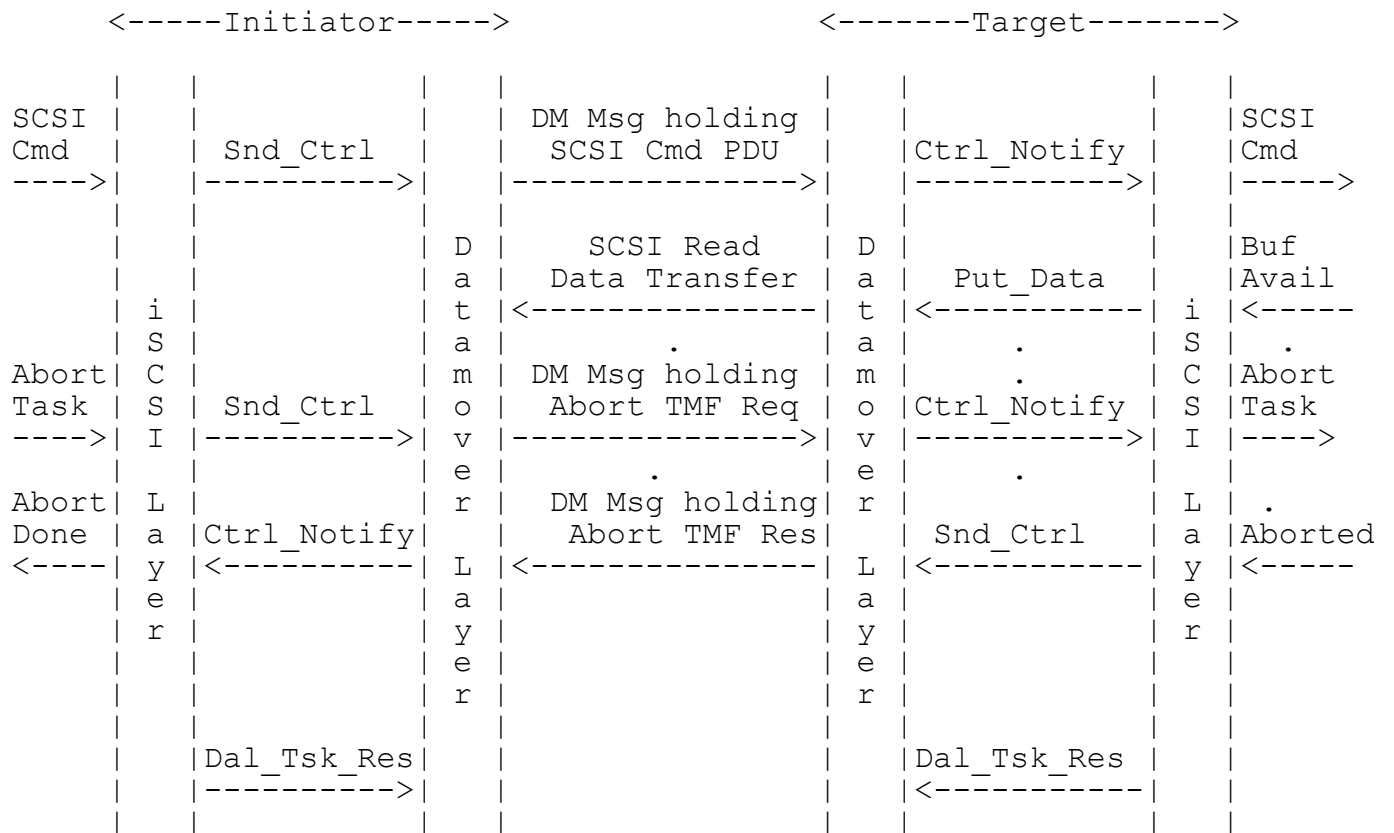 <-----Initiator----->                    <-------Target------->

       |    |              |    |                    |    |               |    |
SCSI   |    |              |    | DM Msg holding     |    |               |    |SCSI
Cmd    |    | Snd_Ctrl     |    |  SCSI Cmd PDU      |    |Ctrl_Notify    |    |Cmd
---->|    |---------->|    |--------------->|    |----------->|    |----->
       |    |              |    |                    |    |               |    |
       |    |              | D  |    SCSI Read       | D  |               |    |Buf
       |    |              | a  |  Data Transfer     | a  |  Put_Data     |    |Avail
       | i  |              | t  |<---------------| t  |<-----------| i  |<-----
       | S  |              | a  |         .          | a  |      .        | S  |  .
Abort| C  |              | m  | DM Msg holding     | m  |      .        | C  |Abort
Task | S  | Snd_Ctrl     | o  |  Abort TMF Req     | o  |Ctrl_Notify    | S  |Task
---->| I  |---------->| v  |--------------->| v  |----------->| I  |---->
       |    |              | e  |        .           | e  |      .        |    |
Abort| L  |              | r  |  DM Msg holding| r  |               | L  | .
Done | a  |Ctrl_Notify|    |   Abort TMF Res|    | Snd_Ctrl      | a  |Aborted
<----| y  |<----------| L  |<---------------| L  |<-----------| y  |<-----
       | e  |              | a  |                    | a  |               | e  |
       | r  |              | y  |                    | y  |               | r  |
       |    |              | e  |                    | e  |               |    |
       |    |              | r  |                    | r  |               |    |
       |    |              |    |                    |    |               |    |
       |    |Dal_Tsk_Res|    |                    |    |Dal_Tsk_Res    |    |
       |    |---------->|    |                    |    |<-----------|    |
       |    |              |    |                    |    |               |    |